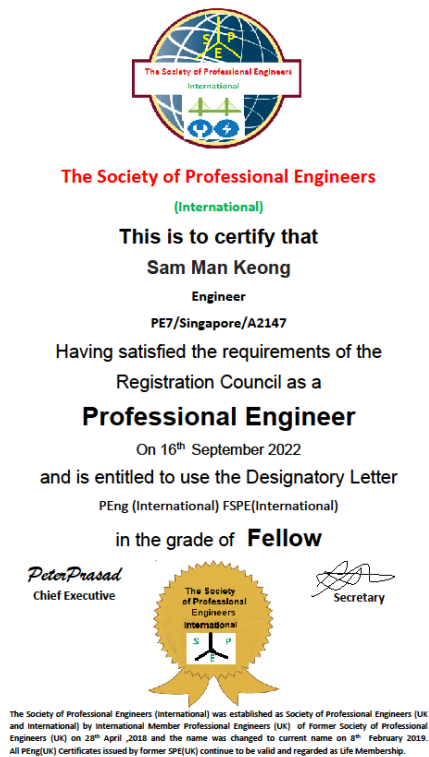 S P
E
The Society of Professional Engineers
International
The Society of Professional Engineers
(International)
This is to certify that
Sam Man Keong
Engineer
PE7/Singapore/A2147
Having satisfied the requirements of the
Registration Council as a
Professional Engineer
On 16th September 2022
and is entitled to use the Designatory Letter
PEng (International) FSPE(International)
in the grade of Fellow
PeterPrasad
Chief Executive
Secretary
The Society
of Professional
Engineers
International
S P
E
The Society of Professional Engineers (International) was established as Society of Professional Engineers (UK
and International) by International Member Professional Engineers (UK) of Former Society of Professional
Engineers (UK) on 28th April ,2018 and the name was changed to current name on 8th February 2019.
All PEng(UK) Certificates issued by former SPE(UK) continue to be valid and regarded as Life Membership.